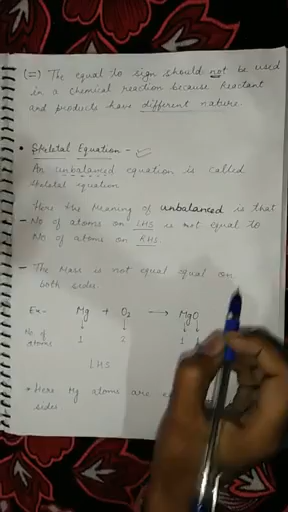 (=) The equal to sign should not be used
in a chemical reaction because Reactant
and products have different nature.
• Skeletal Equation -
An unbalanced equation is called
skeletal equation
Here the Meaning of unbalanced is that
- No of atoms on LHS is not equal to
No of atoms on RHS.
- The Mass is not equal equal on
both sides.
Ex- Mg + O2 → MgO
No of atoms 1 2 1
LHS
Here Mg atoms are
sides